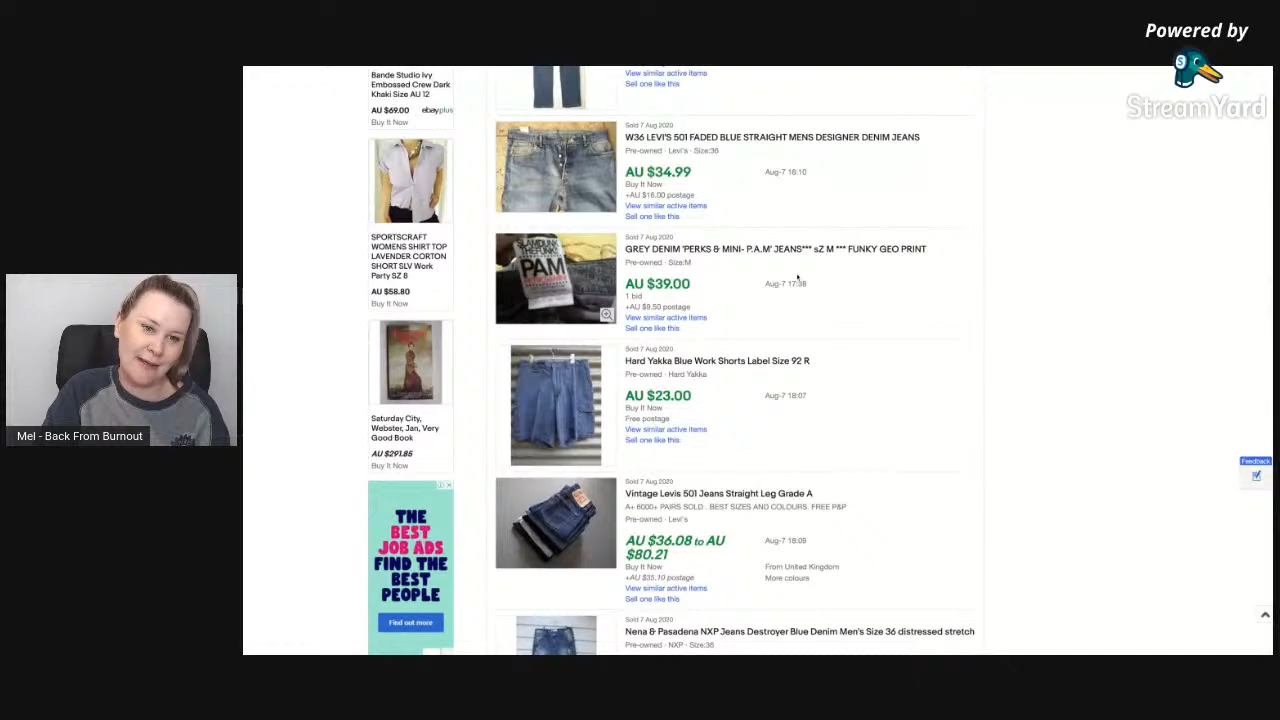 Powered by
StreamYard
Bande Studio Ivy
Embossed Crew Dark
Khaki Size AU 12
AU $69.00 ebayplus
Buy It Now
SPORTSCRAFT
WOMENS SHIRT TOP
LAVENDER CORTON
SHORT SLV Work
Party SZ 8
AU $58.80
Buy It Now
Saturday City,
Webster, Jan, Very
Good Book
AU $291.85
Buy It Now
THE
BEST
JOB ADS
FIND THE
BEST
PEOPLE
Find out more
View similar active items
Sell one like this
Sold 7 Aug 2020
W36 LEVI'S 501 FADED BLUE STRAIGHT MENS DESIGNER DENIM JEANS
Pre-owned · Levi's · Size:36
AU $34.99 Aug-7 18:10
Buy It Now
+AU $16.00 postage
View similar active items
Sell one like this
Sold 7 Aug 2020
GREY DENIM 'PERKS & MINI- P.A.M' JEANS*** sZ M *** FUNKY GEO PRINT
Pre-owned · Size:M
PAM
AU $39.00 Aug-7 17:38
1 bid
+AU $9.50 postage
View similar active items
Sell one like this
Sold 7 Aug 2020
Hard Yakka Blue Work Shorts Label Size 92 R
Pre-owned · Hard Yakka
AU $23.00 Aug-7 18:07
Buy It Now
Free postage
View similar active items
Sell one like this
Sold 7 Aug 2020
Vintage Levis 501 Jeans Straight Leg Grade A
A+ 6000+ PAIRS SOLD . BEST SIZES AND COLOURS. FREE P&P
Pre-owned · Levi's
AU $36.08 to AU
$80.21
Aug-7 18:09
Buy It Now From United Kingdom
+AU $35.10 postage More colours
View similar active items
Sell one like this
Sold 7 Aug 2020
Nena & Pasadena NXP Jeans Destroyer Blue Denim Men's Size 36 distressed stretch
Pre-owned · NXP · Size:36
Feedback
Mel - Back From Burnout